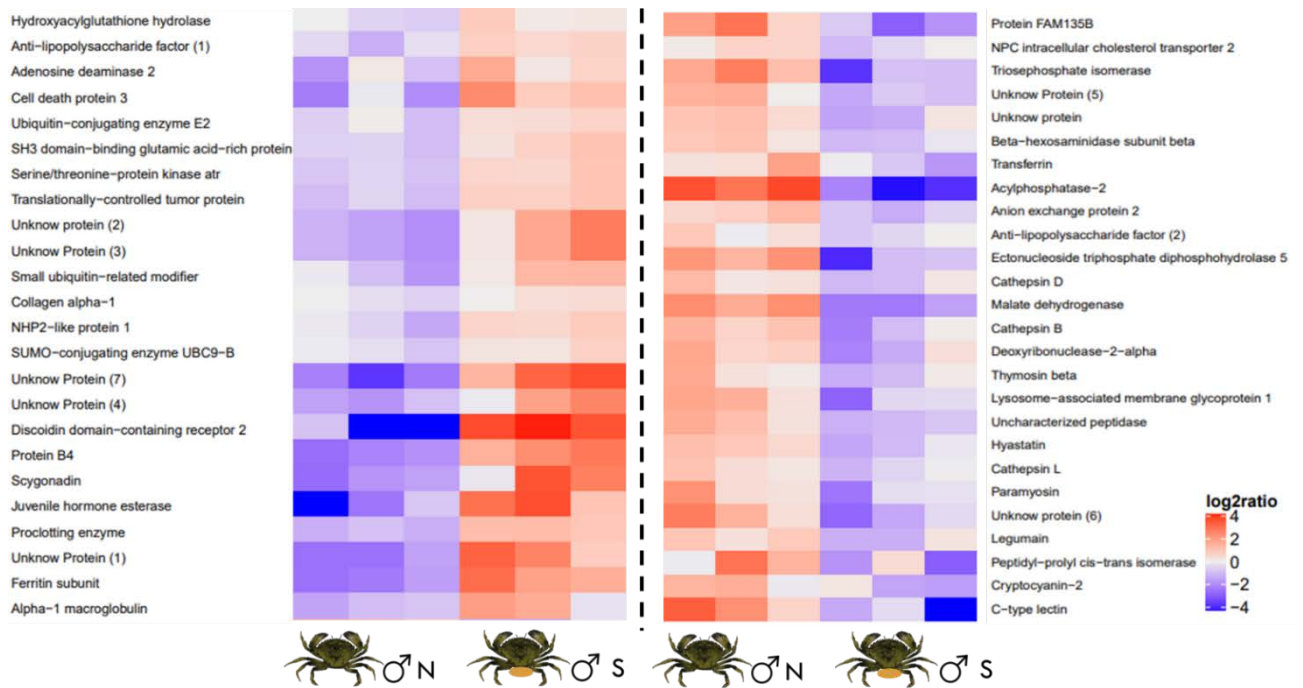 Hydroxyacylglutathione hydrolase
Anti-lipopolysaccharide factor (1)
Adenosine deaminase 2
Cell death protein 3
Ubiquitin-conjugating enzyme E2
SH3 domain-binding glutamic acid-rich protein
Serine/threonine-protein kinase atr
Translationally-controlled tumor protein
Unknow protein (2)
Unknow Protein (3)
Small ubiquitin-related modifier
Collagen alpha-1
NHP2-like protein 1
SUMO-conjugating enzyme UBC9-B
Unknow Protein (7)
Unknow Protein (4)
Discoidin domain-containing receptor 2
Protein B4
Scygonadin
Juvenile hormone esterase
Proclotting enzyme
Unknow Protein (1)
Ferritin subunit
Alpha-1 macroglobulin
♂ N
♂ S
Protein FAM135B
NPC intracellular cholesterol transporter 2
Triosephosphate isomerase
Unknow Protein (5)
Unknow protein
Beta-hexosaminidase subunit beta
Transferrin
Acylphosphatase-2
Anion exchange protein 2
Anti-lipopolysaccharide factor (2)
Ectonucleoside triphosphate diphosphohydrolase 5
Cathepsin D
Malate dehydrogenase
Cathepsin B
Deoxyribonuclease-2-alpha
Thymosin beta
Lysosome-associated membrane glycoprotein 1
Uncharacterized peptidase
Hyastatin
Cathepsin L
Paramyosin
Unknow protein (6)
Legumain
Peptidyl-prolyl cis-trans isomerase
Cryptocyanin-2
C-type lectin
♂ N
♂ S
log2ratio
4
2
0
-2
-4